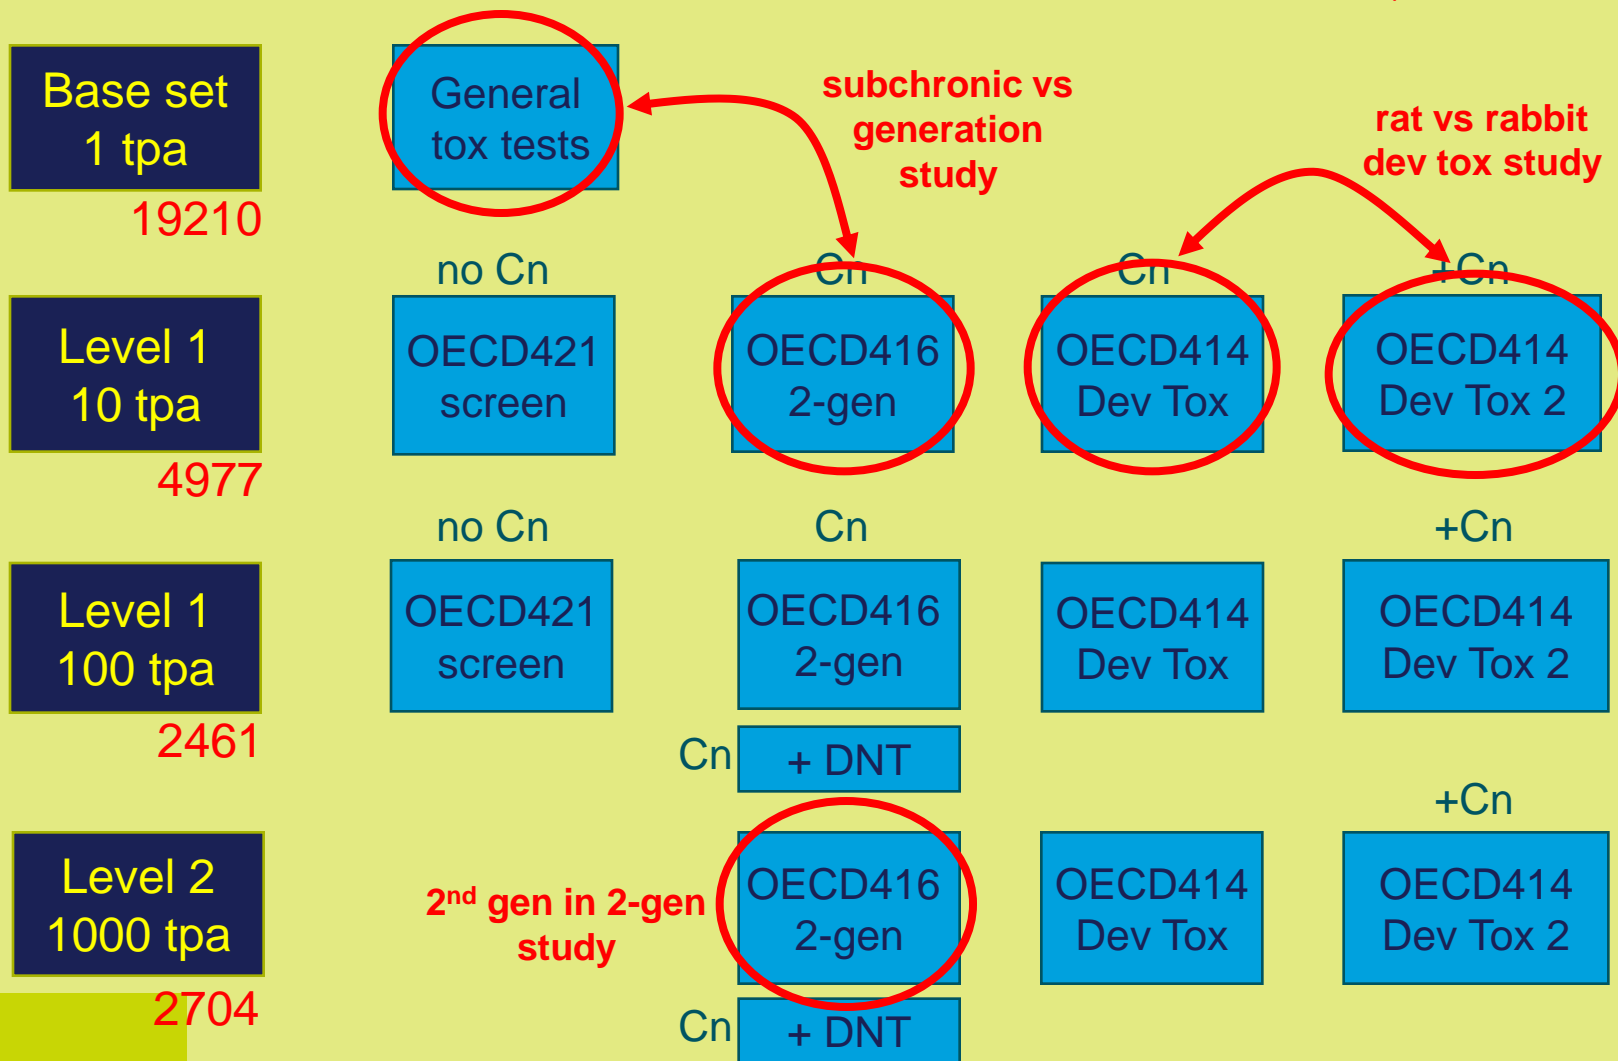 Base set
1 tpa
19210
General
tox tests
subchronic vs
generation
study
rat vs rabbit
dev tox study
no Cn
Cn
Cn
+Cn
Level 1
10 tpa
4977
OECD421
screen
OECD416
2-gen
OECD414
Dev Tox
OECD414
Dev Tox 2
no Cn
Cn
+Cn
Level 1
100 tpa
2461
OECD421
screen
OECD416
2-gen
OECD414
Dev Tox
OECD414
Dev Tox 2
Cn
+ DNT
+Cn
Level 2
1000 tpa
2704
2nd gen in 2-gen
study
OECD416
2-gen
OECD414
Dev Tox
OECD414
Dev Tox 2
Cn
+ DNT